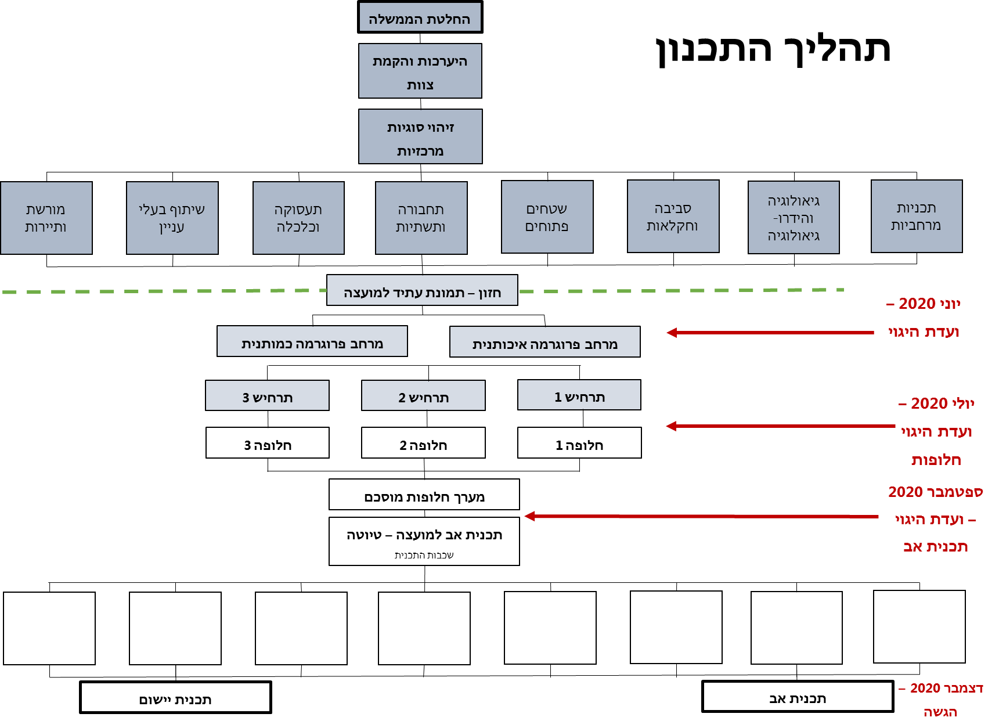 תהליך התכנון
החלטת הממשלה
היערכות והקמת
צוות
זיהוי סוגיות
מרכזיות
תכניות
מרחביות
גיאולוגיה
והידרו-
גיאולוגיה
סביבה
וחקלאות
שטחים
פתוחים
תחבורה
ותשתיות
תעסוקה
וכלכלה
שיתוף בעלי
עניין
מורשת
ותיירות
חזון – תמונת עתיד למועצה
יוני 2020 –
ועדת היגוי
מרחב פרוגרמה איכותנית
מרחב פרוגרמה כמותנית
תרחיש 1
תרחיש 2
תרחיש 3
יולי 2020 –
ועדת היגוי
חלופות
חלופה 1
חלופה 2
חלופה 3
מערך חלופות מוסכם
ספטמבר 2020
– ועדת היגוי
תכנית אב
תכנית אב למועצה – טיוטה
שכבות התכנית
דצמבר 2020 –
הגשה
תכנית אב
תכנית יישום